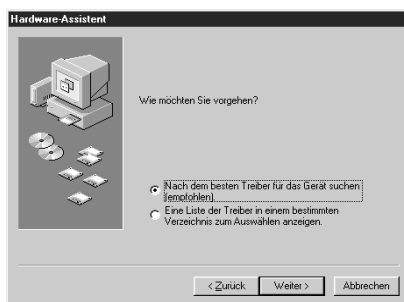 Hardware-Assistent
Wie möchten Sie vorgehen?
Nach dem besten Treiber für das Gerät suchen
(empfohlen).
Eine Liste der Treiber in einem bestimmten
Verzeichnis zum Auswählen anzeigen.
< Zurück Weiter > Abbrechen